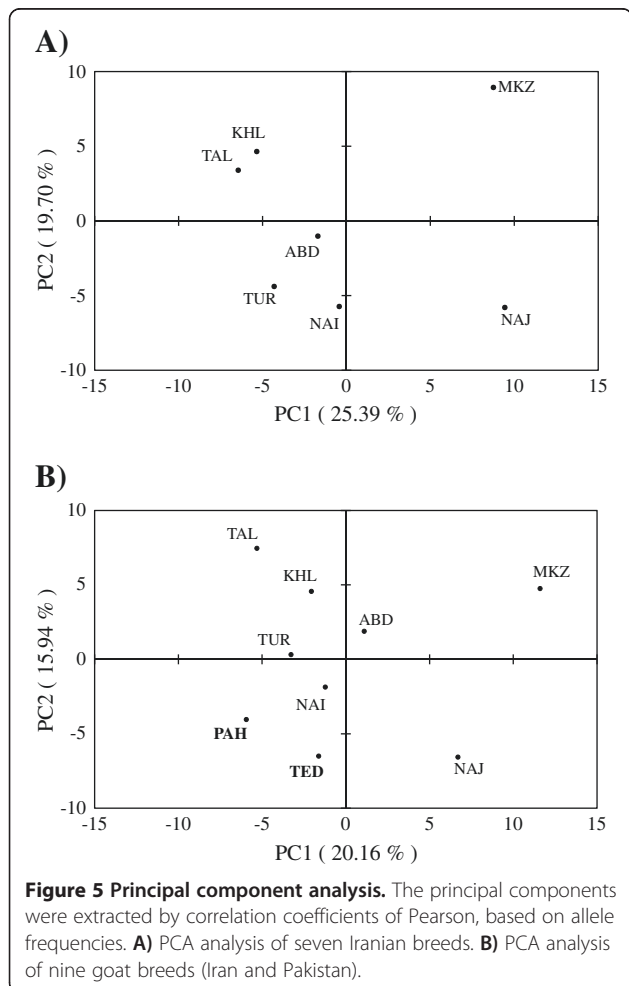 A)
10
MKZ
KHL
5
TAL
PC2 ( 19.70 % )
0
ABD
TUR
-5
NAI
NAJ
-10
-15
-10
-5
0
5
10
15
PC1 ( 25.39 % )
B)
10
TAL
MKZ
5
KHL
ABD
TUR
PC2 ( 15.94 % )
0
NAI
PAH
-5
TED
NAJ
-10
-15
-10
-5
0
5
10
15
PC1 ( 20.16 % )
Figure 5 Principal component analysis. The principal components
were extracted by correlation coefficients of Pearson, based on allele
frequencies. A) PCA analysis of seven Iranian breeds. B) PCA analysis
of nine goat breeds (Iran and Pakistan).